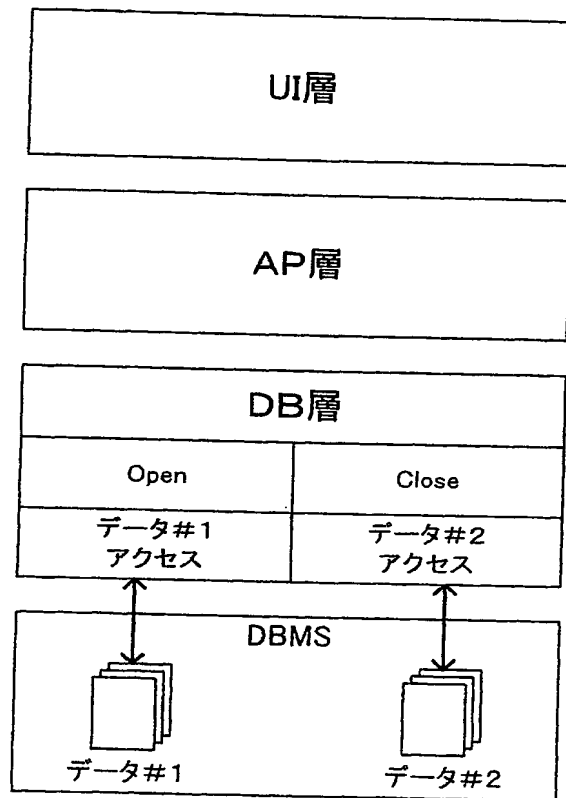 UI層
AP層
DB層
Open
Close
データ#1
アクセス
データ#2
アクセス
DBMS
データ#1
データ#2